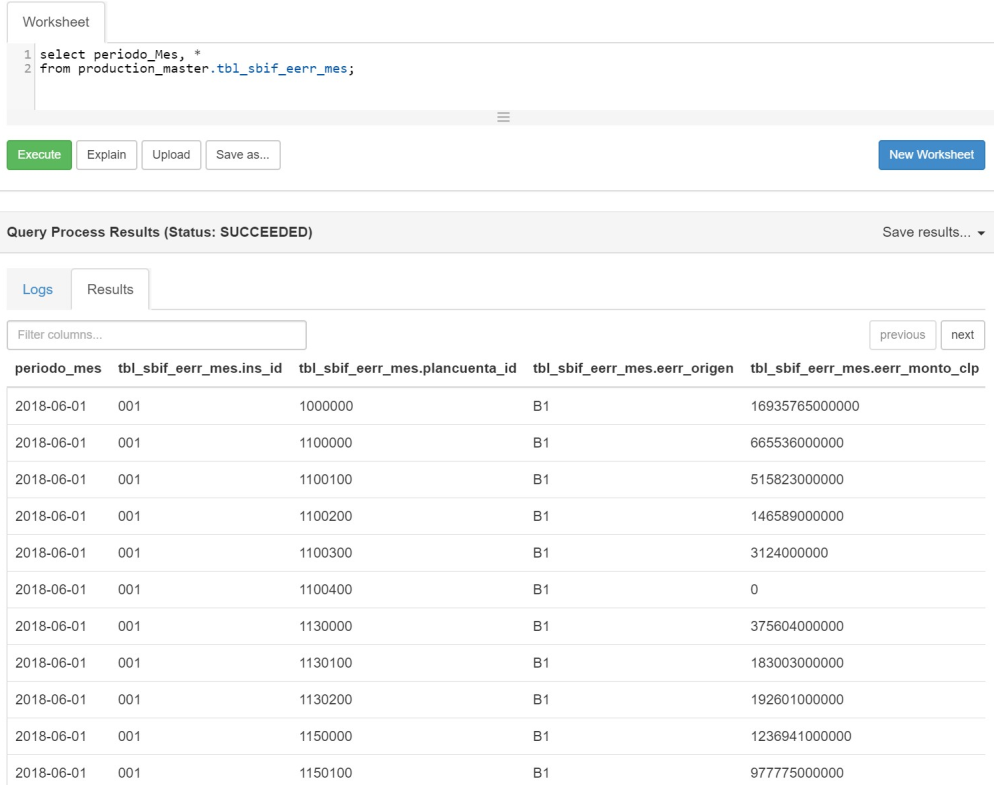 Worksheet
1 select periodo_Mes, *
2 from production_master.tbl_sbif_eerr_mes;
Execute Explain Upload Save as... New Worksheet
Query Process Results (Status: SUCCEEDED) Save results...
Logs Results
Filter columns... previous next
periodo_mes tbl_sbif_eerr_mes.ins_id tbl_sbif_eerr_mes.plancuenta_id tbl_sbif_eerr_mes.eerr_origen tbl_sbif_eerr_mes.eerr_monto_clp
2018-06-01 001 1000000 B1 16935765000000
2018-06-01 001 1100000 B1 665536000000
2018-06-01 001 1100100 B1 515823000000
2018-06-01 001 1100200 B1 146589000000
2018-06-01 001 1100300 B1 3124000000
2018-06-01 001 1100400 B1 0
2018-06-01 001 1130000 B1 375604000000
2018-06-01 001 1130100 B1 183003000000
2018-06-01 001 1130200 B1 192601000000
2018-06-01 001 1150000 B1 1236941000000
2018-06-01 001 1150100 B1 977775000000